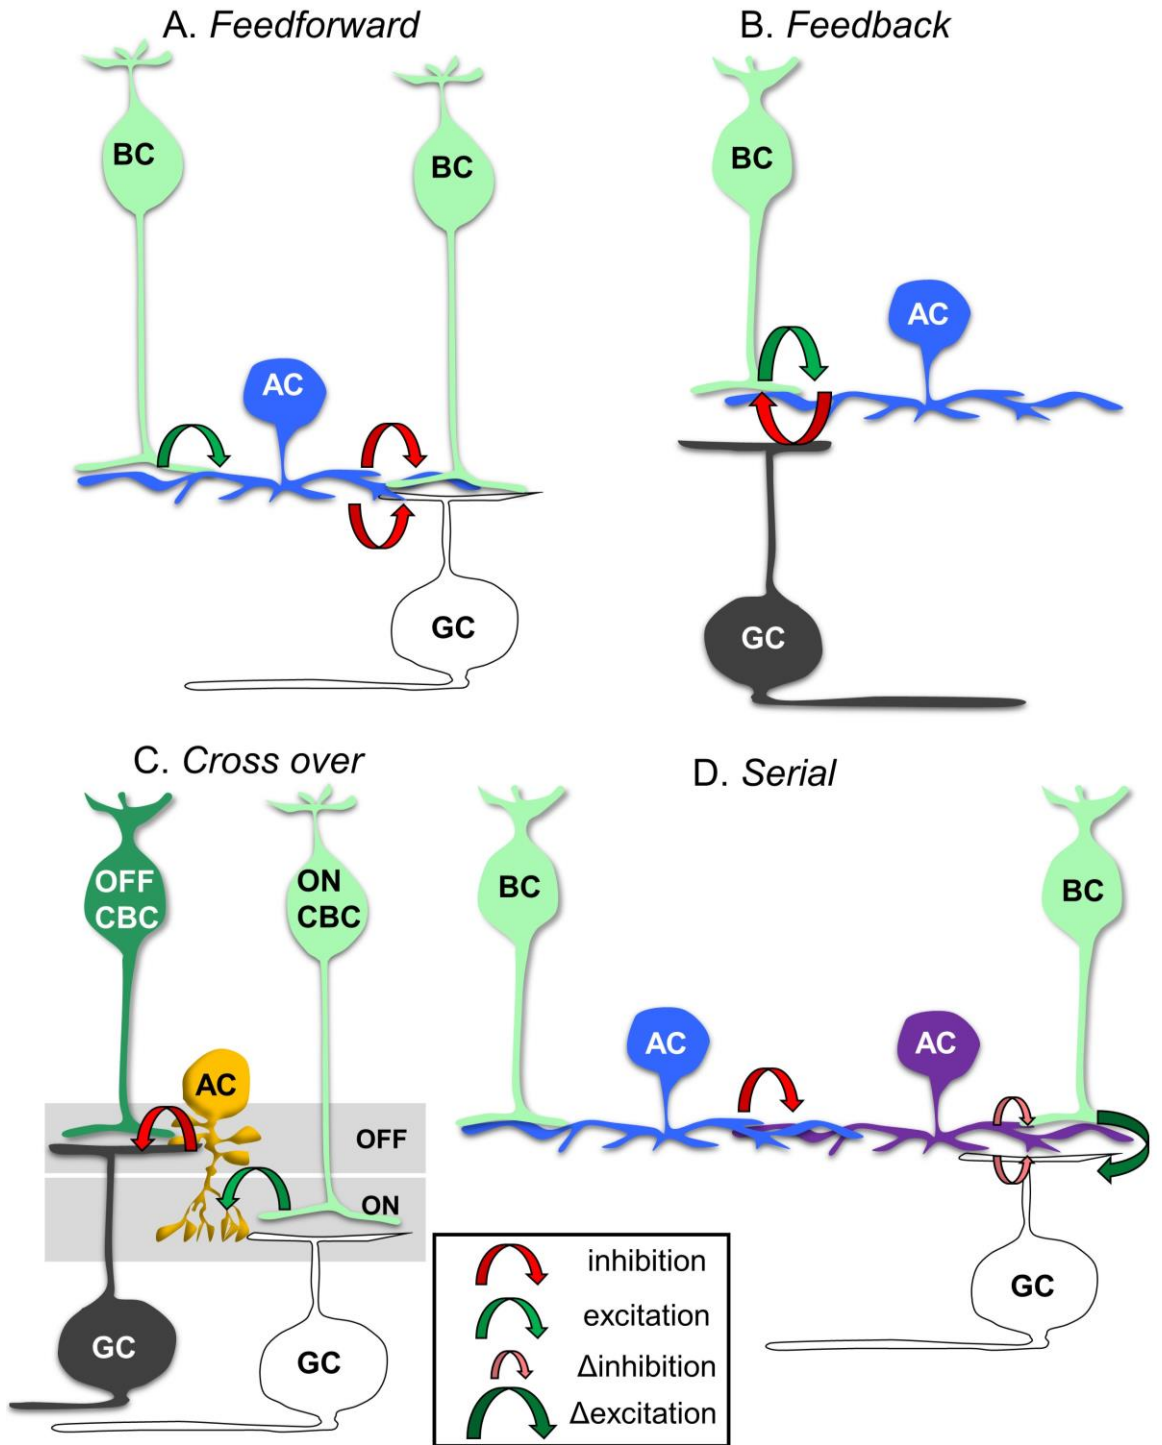 A. Feedforward
BC
BC
AC
GC
B. Feedback
BC
AC
GC
C. Cross over
OFF
CBC
ON
CBC
AC
OFF
ON
GC
GC
D. Serial
BC
BC
AC
AC
GC
inhibition
excitation
Δinhibition
Δexcitation